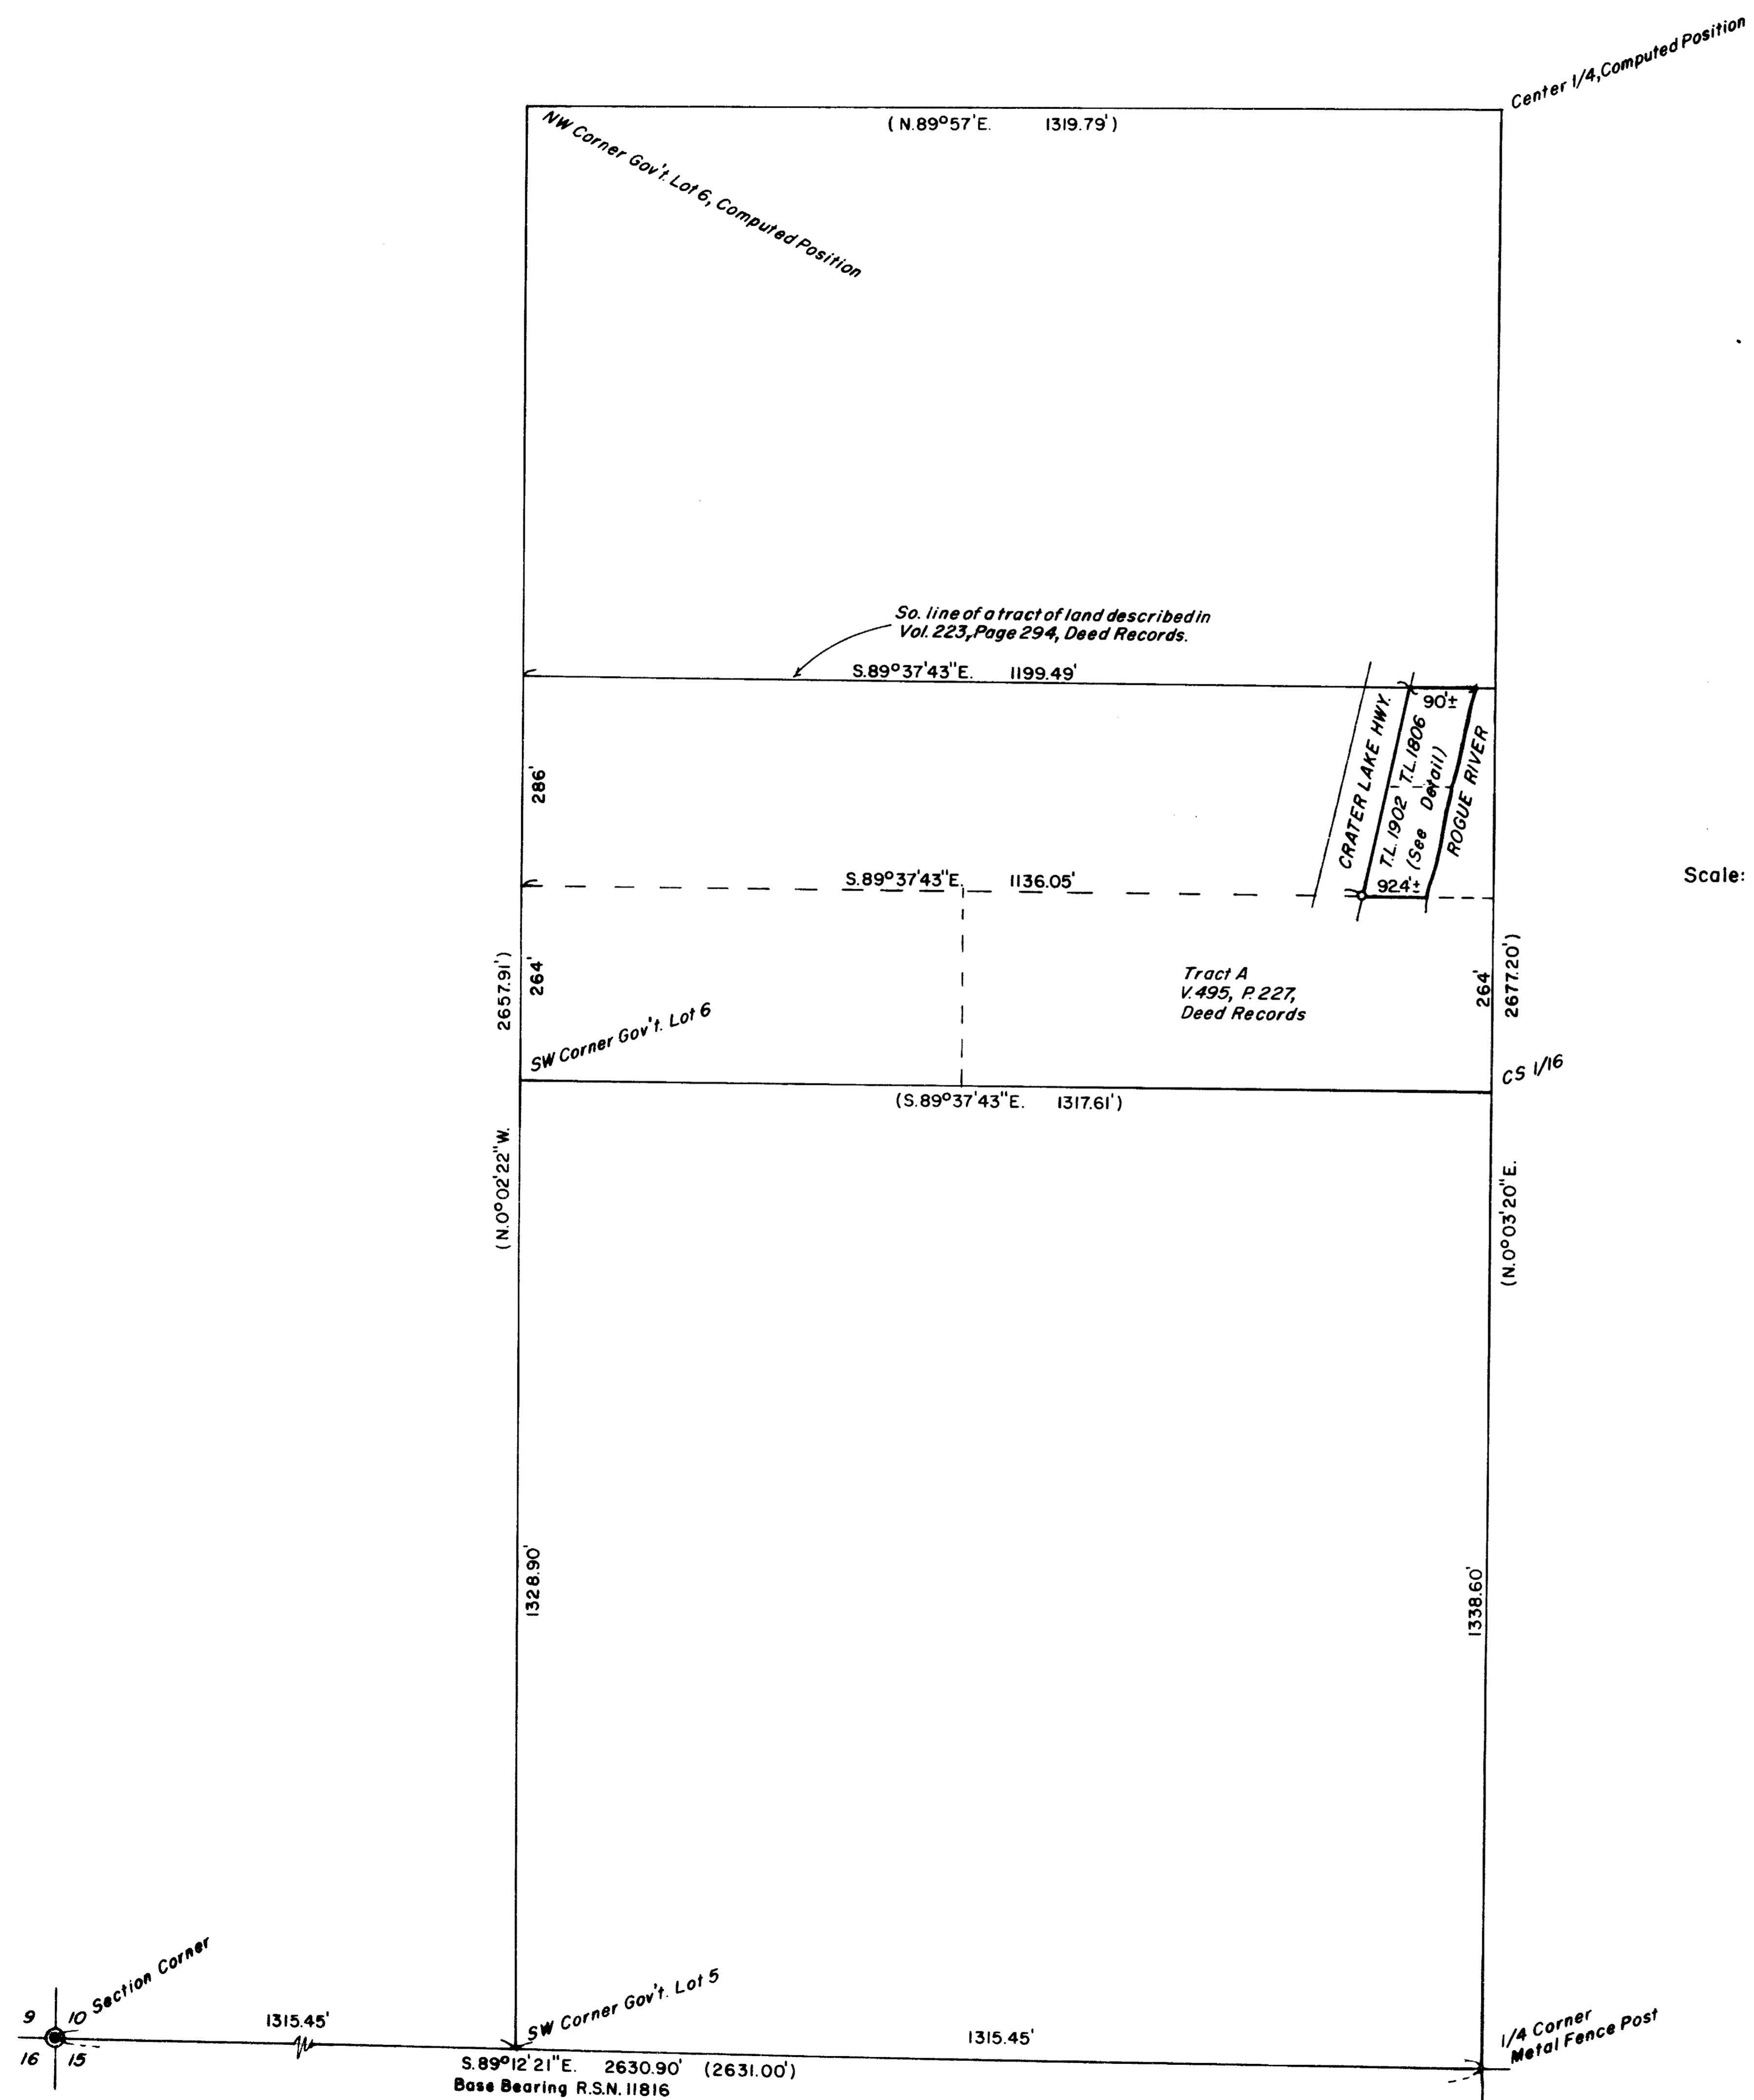 Center 1/4, Computed Position
(N.89°57'E. 1319.79')
NW Corner Gov't. Lot 6, Computed Position
So. line of a tract of land described in
Vol. 223, Page 294, Deed Records.
S.89°37'43"E. 1199.49'
90'±
CRATER LAKE HWY.
T.L. 1902 T.L. 1806
(See Detail)
ROGUE RIVER
286'
Scale:
S.89°37'43"E. 1136.05'
924'±
Tract A
V. 495, P. 227,
Deed Records
264'
264'
(N.0°02'22"W. 2657.91')
(N.0°03'20"E. 2677.20')
SW Corner Gov't. Lot 6
CS 1/16
(S.89°37'43"E. 1317.61')
1328.90'
1338.60'
9 10 Section Corner
16 15
1315.45'
SW Corner Gov't. Lot 5
1315.45'
1/4 Corner
Metal Fence Post
S.89°12'21"E. 2630.90' (2631.00')
Base Bearing R.S.N. 11816